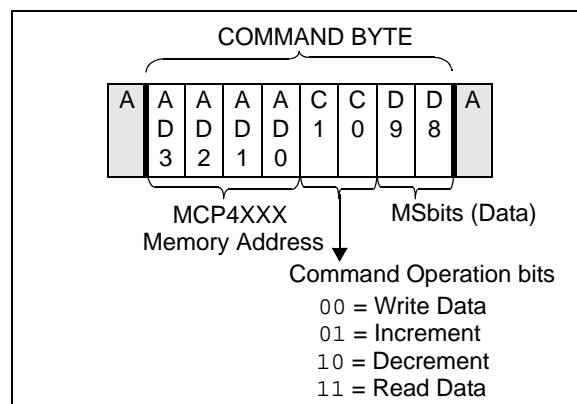 COMMAND BYTE
A A A A A C C D D A
D D D D 1 0 9 8
3 2 1 0
MCP4XXX
Memory Address
MSbits (Data)
Command Operation bits
00 = Write Data
01 = Increment
10 = Decrement
11 = Read Data